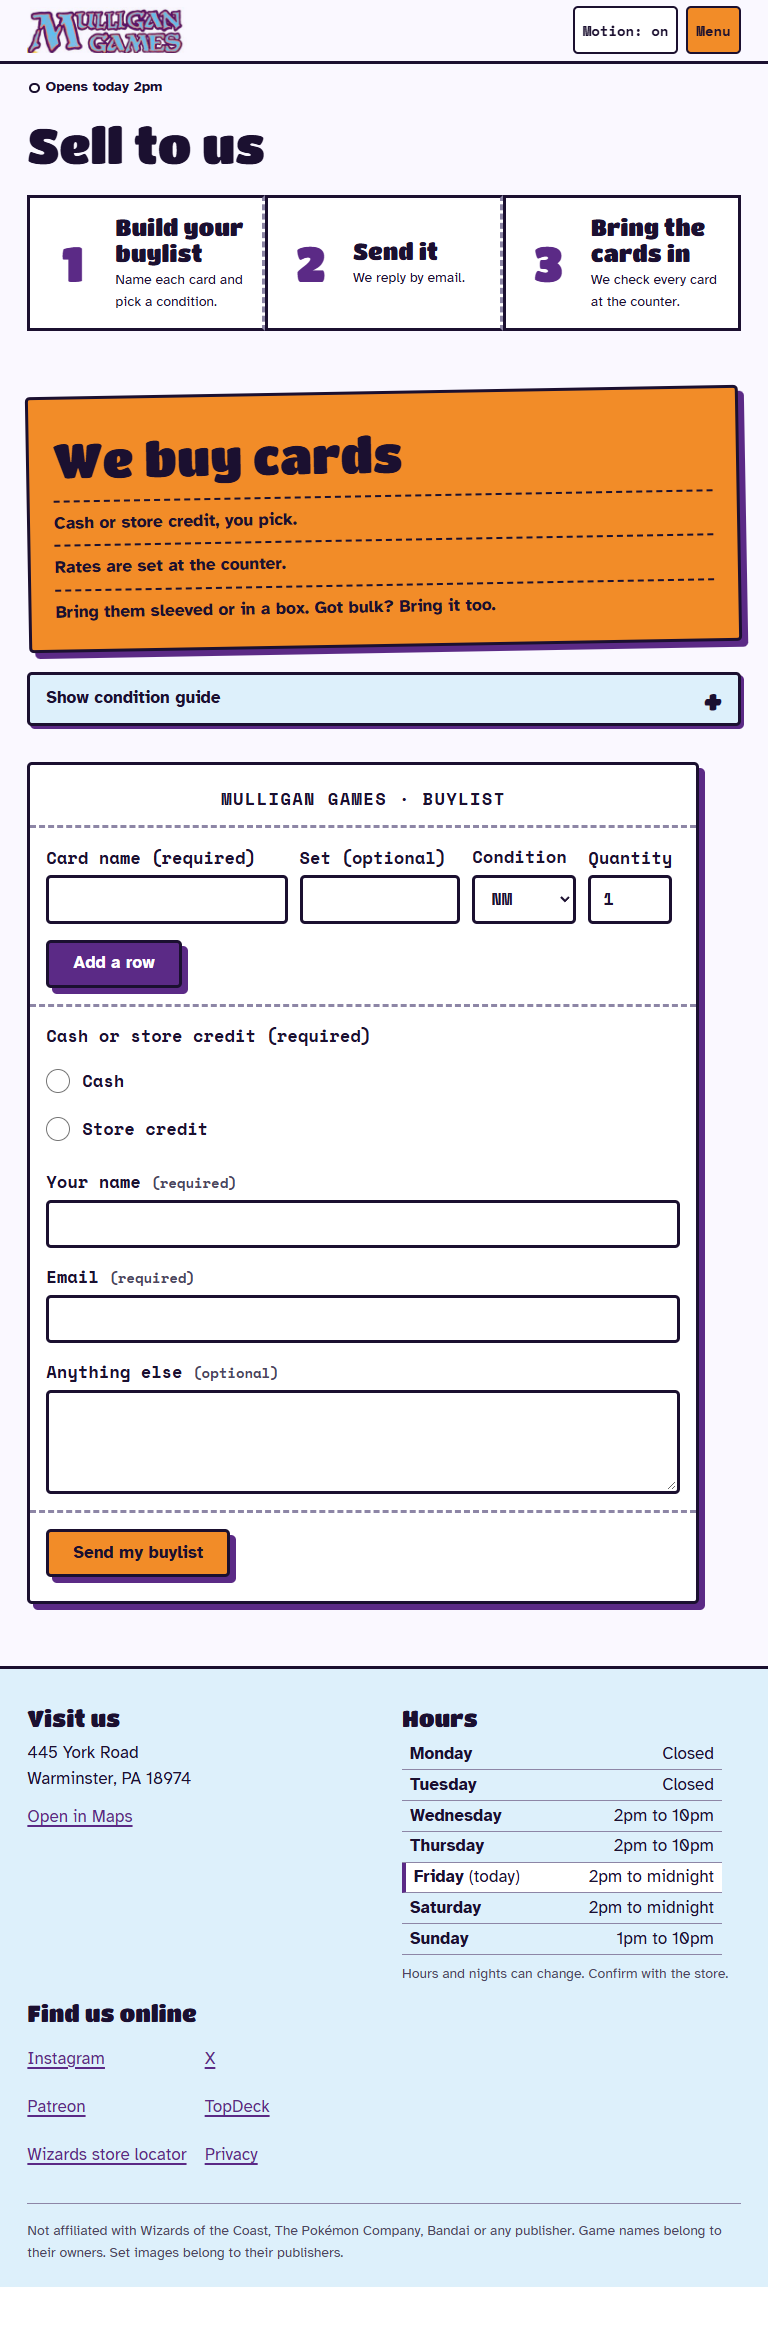 MULLIGAN GAMES
Motion: on
Menu
Opens today 2pm
Sell to us
1
Build your buylist
Name each card and
pick a condition.
2
Send it
We reply by email.
3
Bring the cards in
We check every card
at the counter.
We buy cards
Cash or store credit, you pick.
Rates are set at the counter.
Bring them sleeved or in a box. Got bulk? Bring it too.
Show condition guide
MULLIGAN GAMES · BUYLIST
Card name (required)
Set (optional)
Condition
Quantity
NM
1
Add a row
Cash or store credit (required)
Cash
Store credit
Your name (required)
Email (required)
Anything else (optional)
Send my buylist
Visit us
445 York Road
Warminster, PA 18974
Open in Maps
Hours
Monday Closed
Tuesday Closed
Wednesday 2pm to 10pm
Thursday 2pm to 10pm
Friday (today) 2pm to midnight
Saturday 2pm to midnight
Sunday 1pm to 10pm
Hours and nights can change. Confirm with the store.
Find us online
Instagram
X
Patreon
TopDeck
Wizards store locator
Privacy
Not affiliated with Wizards of the Coast, The Pokémon Company, Bandai or any publisher. Game names belong to
their owners. Set images belong to their publishers.